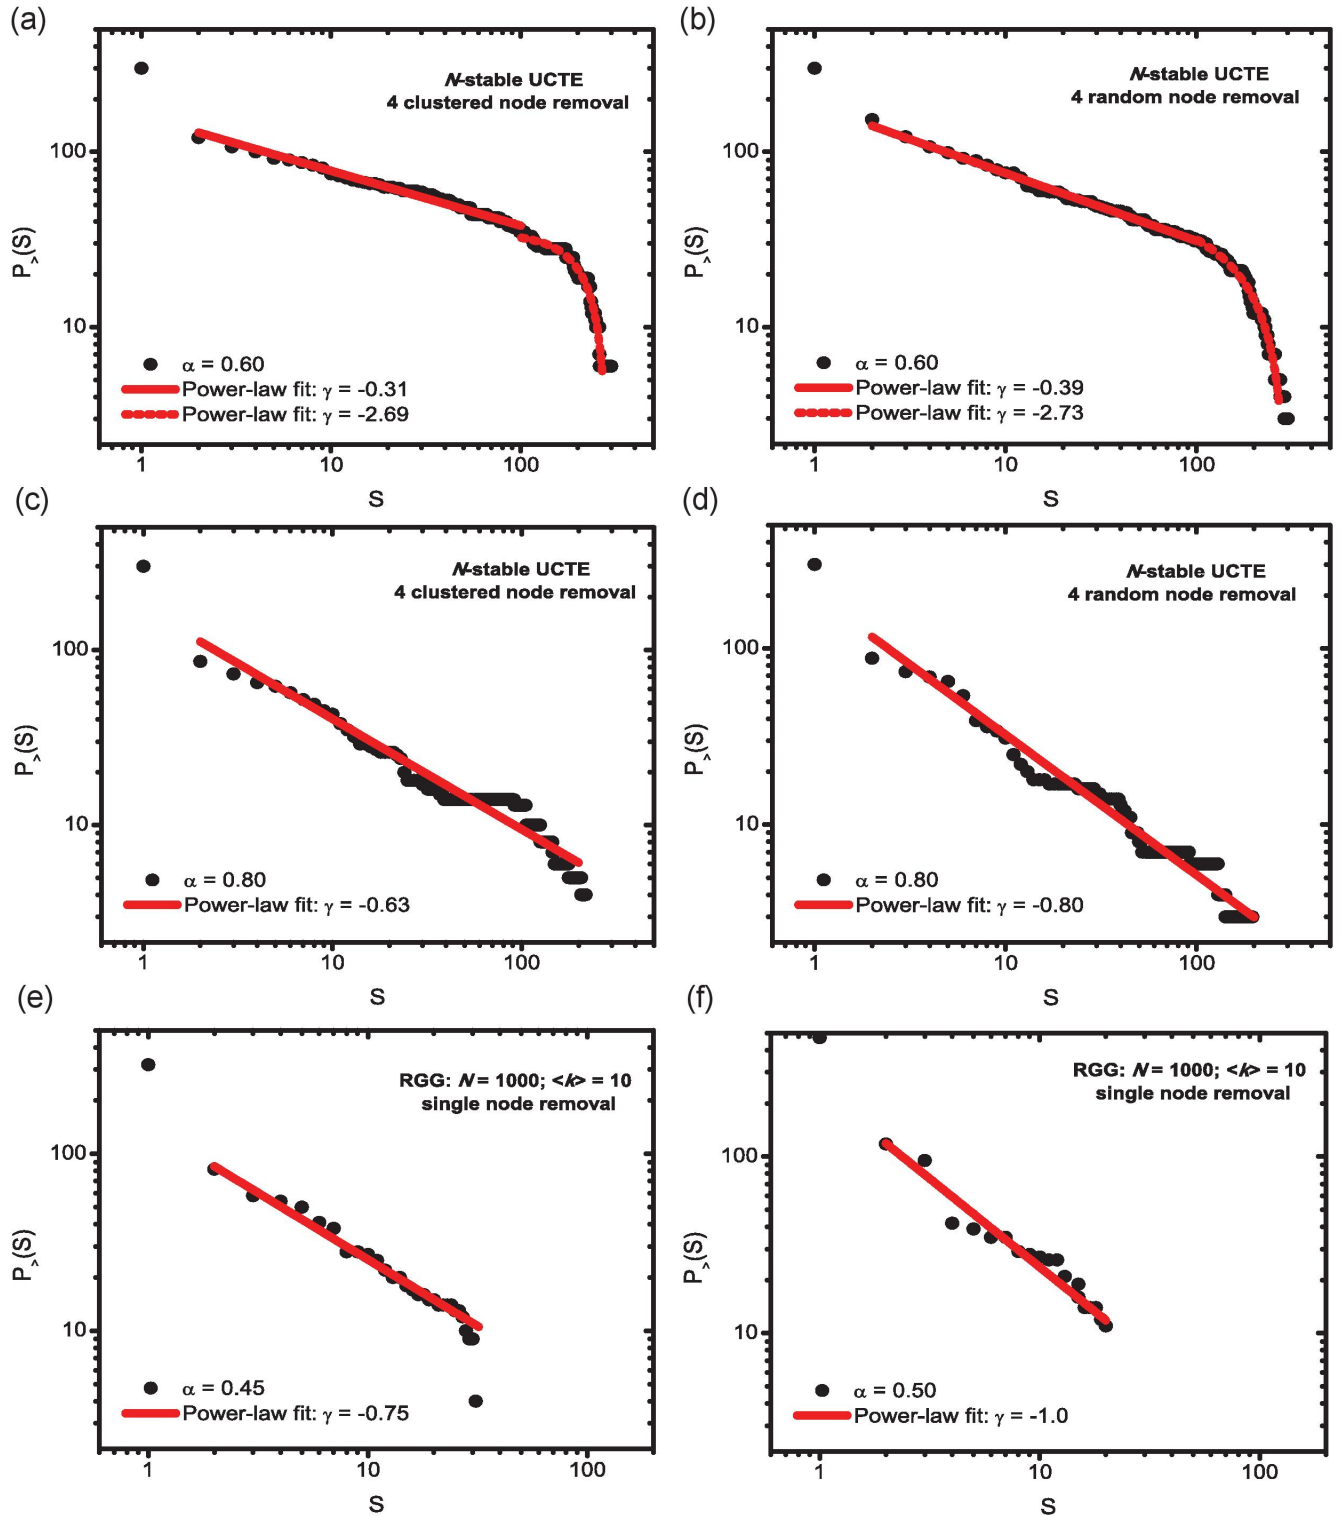 (a)
N-stable UCTE
4 clustered node removal
100
10
P>(S)
α = 0.60
Power-law fit: γ = -0.31
Power-law fit: γ = -2.69
1 10 100
S
(b)
N-stable UCTE
4 random node removal
100
10
P>(S)
α = 0.60
Power-law fit: γ = -0.39
Power-law fit: γ = -2.73
1 10 100
S
(c)
N-stable UCTE
4 clustered node removal
100
10
P>(S)
α = 0.80
Power-law fit: γ = -0.63
1 10 100
S
(d)
N-stable UCTE
4 random node removal
100
10
P>(S)
α = 0.80
Power-law fit: γ = -0.80
1 10 100
S
(e)
RGG: N = 1000; <k> = 10
single node removal
100
10
P>(S)
α = 0.45
Power-law fit: γ = -0.75
1 10 100
S
(f)
RGG: N = 1000; <k> = 10
single node removal
100
10
P>(S)
α = 0.50
Power-law fit: γ = -1.0
1 10 100
S